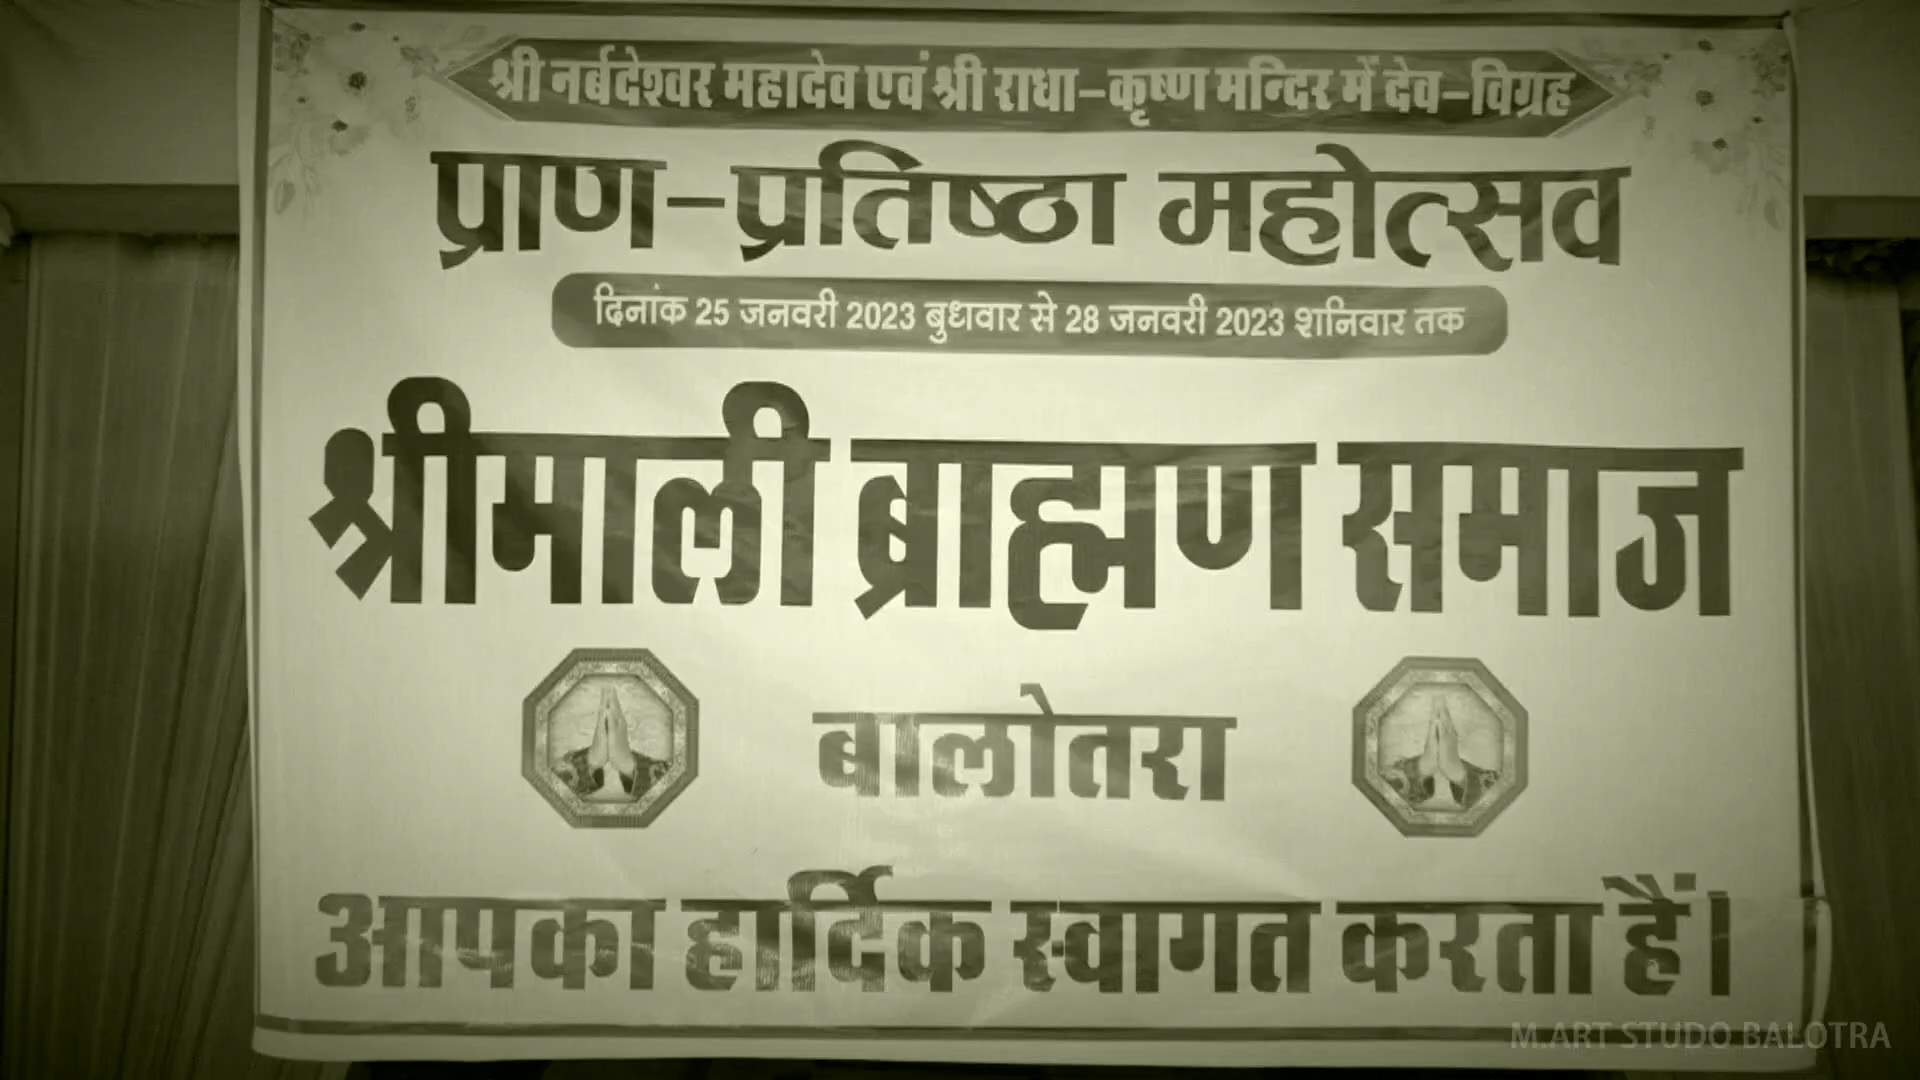 श्री नर्बदेश्वर महादेव एवं श्री राधा-कृष्ण मन्दिर में देव-विग्रह
प्राण-प्रतिष्ठा महोत्सव
दिनांक 25 जनवरी 2023 बुधवार से 28 जनवरी 2023 शनिवार तक
श्रीमाली ब्राह्मण समाज
बालोतरा
आपका हार्दिक स्वागत करता हैं।
M.ART STUDO BALOTRA